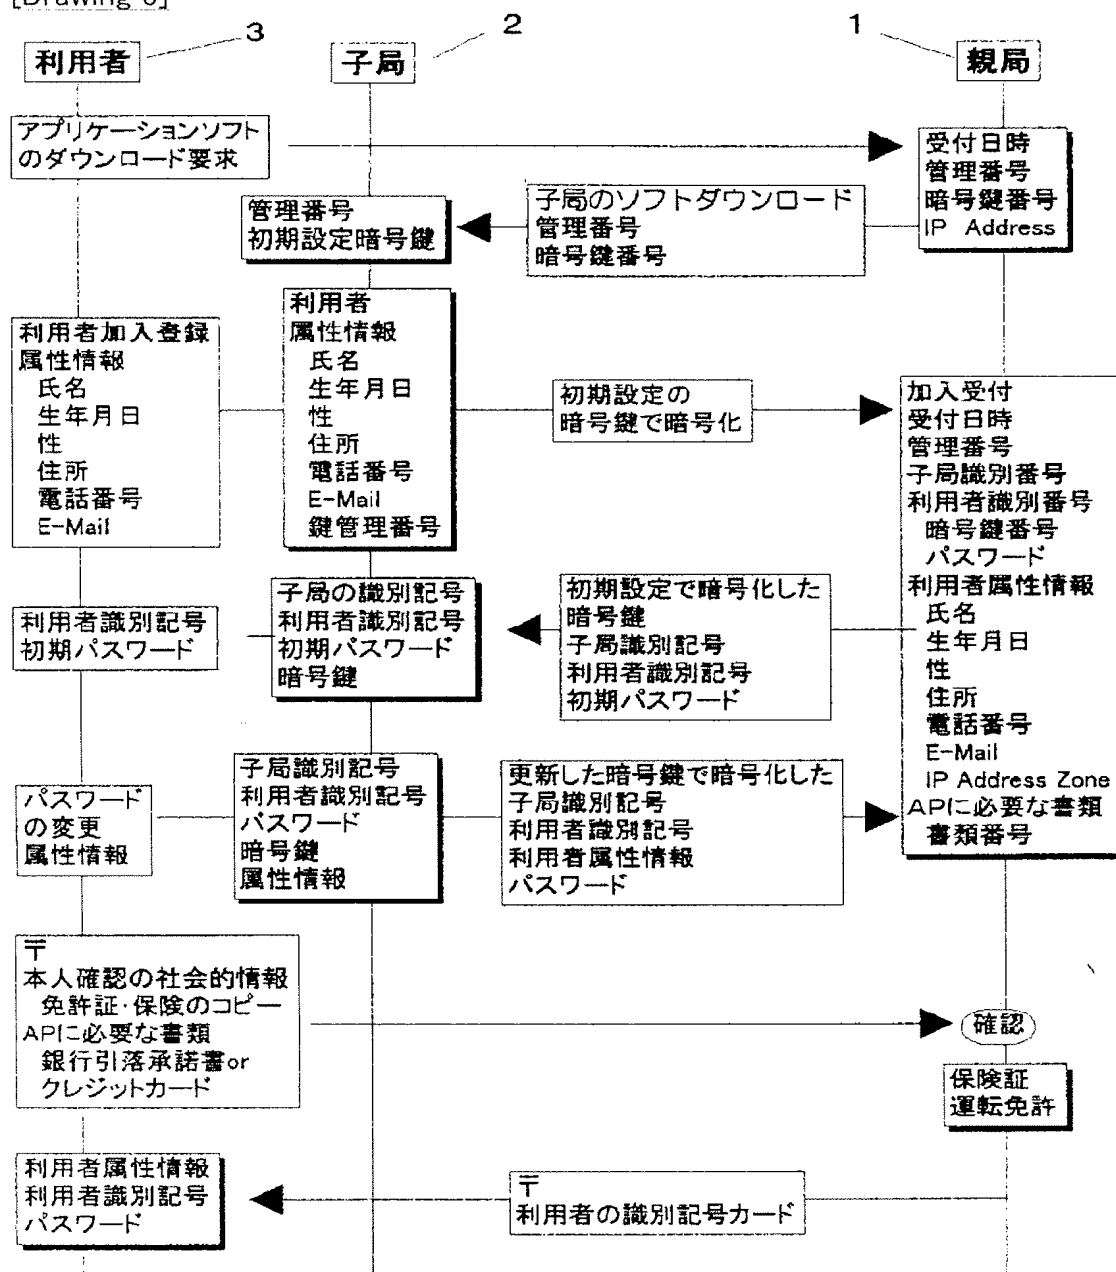 3
2
1
利用者
子局
親局
アプリケーションソフト
のダウンロード要求
受付日時
管理番号
暗号鍵番号
IP Address
子局のソフトダウンロード
管理番号
暗号鍵番号
管理番号
初期設定暗号鍵
利用者加入登録
属性情報
氏名
生年月日
性
住所
電話番号
E-Mail
利用者
属性情報
氏名
生年月日
性
住所
電話番号
E-Mail
鍵管理番号
初期設定の
暗号鍵で暗号化
加入受付
受付日時
管理番号
子局識別番号
利用者識別番号
暗号鍵番号
パスワード
利用者属性情報
氏名
生年月日
性
住所
電話番号
E-Mail
IP Address Zone
APに必要な書類
書類番号
初期設定で暗号化した
暗号鍵
子局識別記号
利用者識別記号
初期パスワード
子局の識別記号
利用者識別記号
初期パスワード
暗号鍵
利用者識別記号
初期パスワード
パスワード
の変更
属性情報
子局識別記号
利用者識別記号
パスワード
暗号鍵
属性情報
更新した暗号鍵で暗号化した
子局識別記号
利用者識別記号
利用者属性情報
パスワード
〒
本人確認の社会的情報
免許証・保険のコピー
APに必要な書類
銀行引落承諾書or
クレジットカード
確認
保険証
運転免許
〒
利用者の識別記号カード
利用者属性情報
利用者識別記号
パスワード